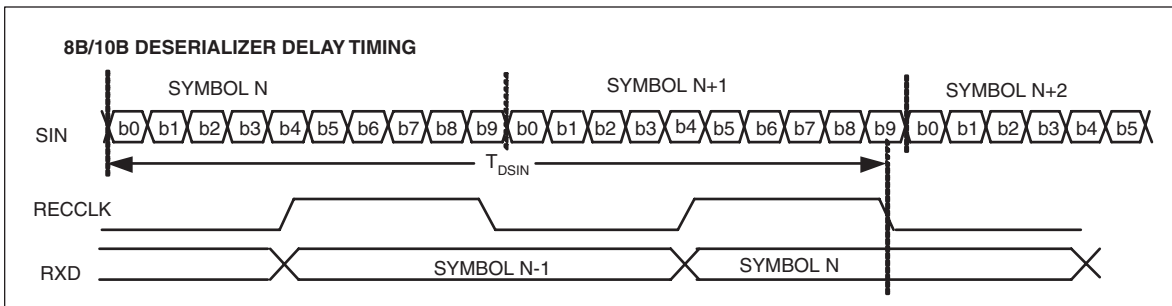 8B/10B DESERIALIZER DELAY TIMING
SYMBOL N SYMBOL N+1 SYMBOL N+2
SIN b0 b1 b2 b3 b4 b5 b6 b7 b8 b9 b0 b1 b2 b3 b4 b5 b6 b7 b8 b9 b0 b1 b2 b3 b4 b5
TDSIN
RECCLK
RXD SYMBOL N-1 SYMBOL N